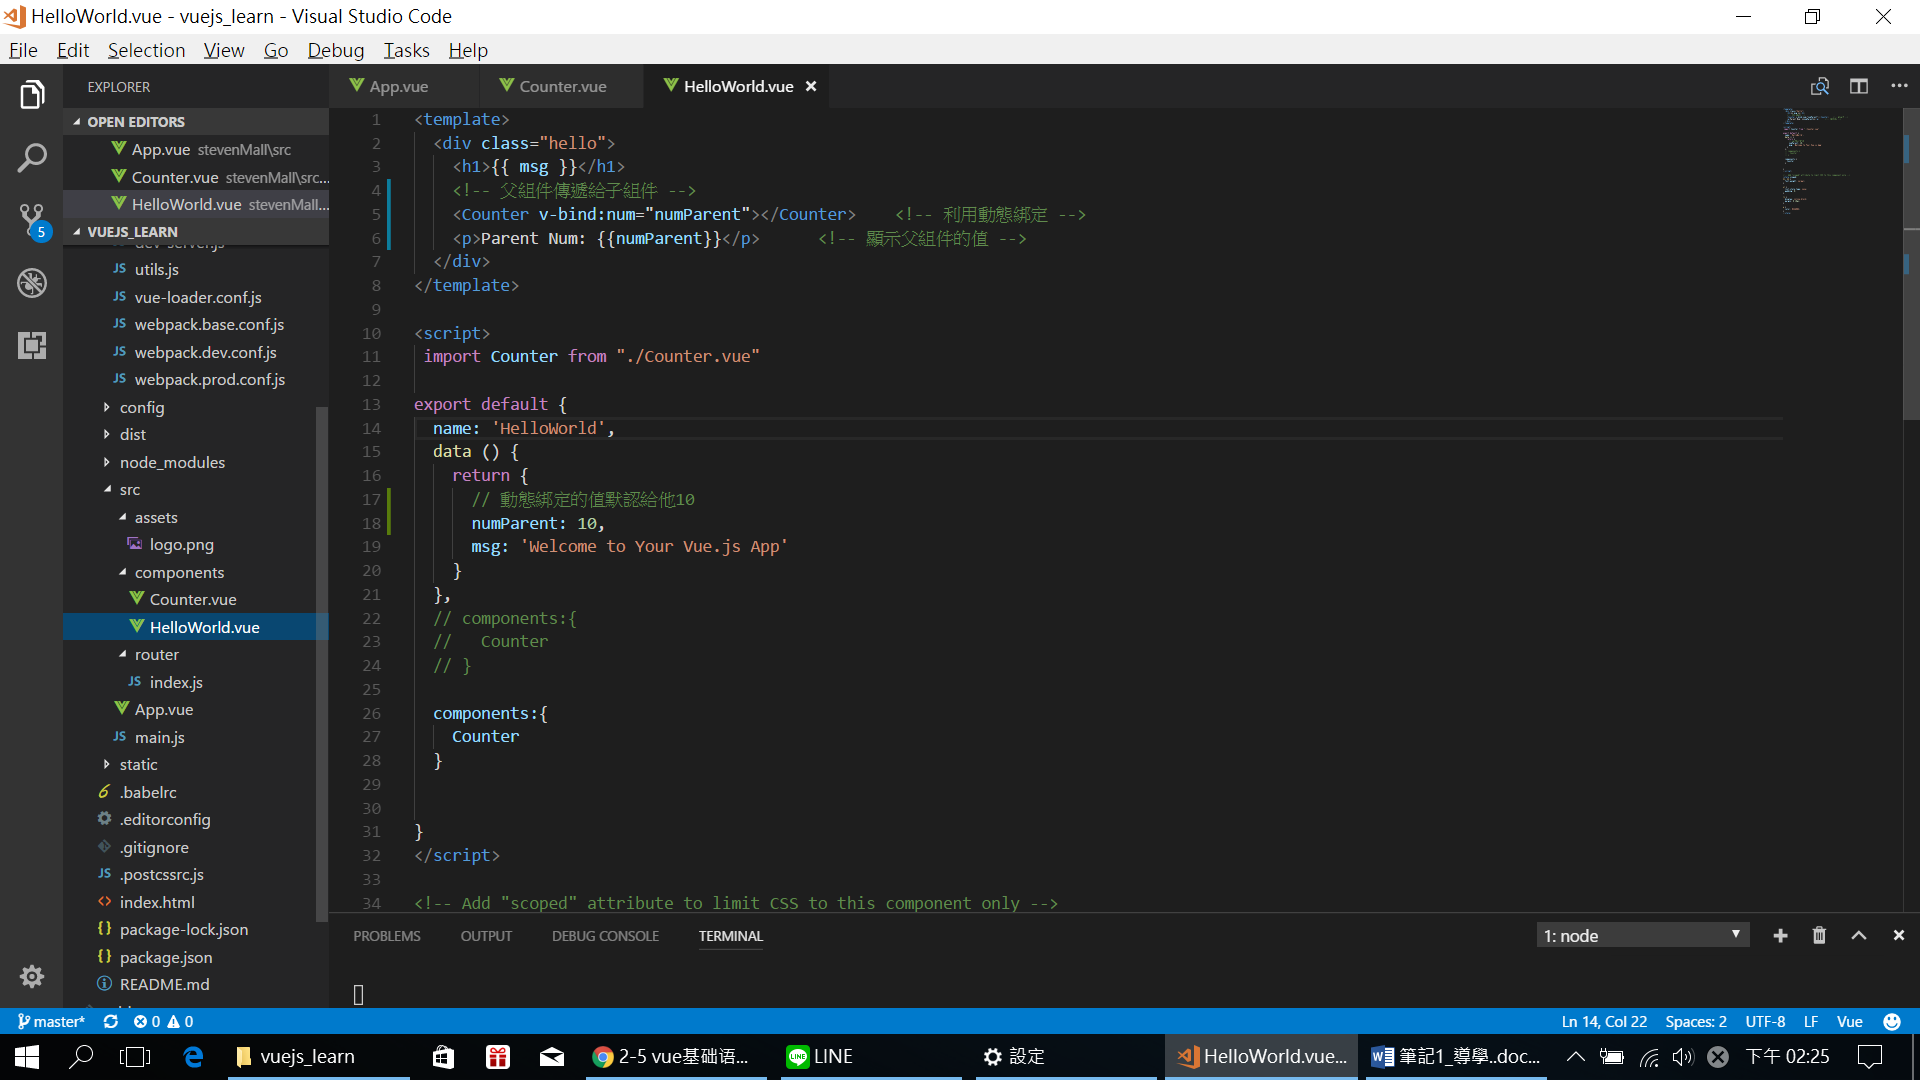 HelloWorld.vue - vuejs_learn - Visual Studio Code
File Edit Selection View Go Debug Tasks Help
EXPLORER
OPEN EDITORS
App.vue stevenMall\src
Counter.vue stevenMall\src...
HelloWorld.vue stevenMall...
VUEJS_LEARN
dev-server.js
JS utils.js
JS vue-loader.conf.js
JS webpack.base.conf.js
JS webpack.dev.conf.js
JS webpack.prod.conf.js
config
dist
node_modules
src
assets
logo.png
components
Counter.vue
HelloWorld.vue
router
JS index.js
App.vue
JS main.js
static
.babelrc
.editorconfig
.gitignore
JS .postcssrc.js
index.html
package-lock.json
package.json
README.md
5
App.vue Counter.vue HelloWorld.vue
1 <template>
2 <div class="hello">
3 <h1>{{ msg }}</h1>
4 <!-- 父組件傳遞給子組件 -->
5 <Counter v-bind:num="numParent"></Counter> <!-- 利用動態綁定 -->
6 <p>Parent Num: {{numParent}}</p> <!-- 顯示父組件的值 -->
7 </div>
8 </template>
9
10 <script>
11 import Counter from "./Counter.vue"
12
13 export default {
14 name: 'HelloWorld',
15 data () {
16 return {
17 // 動態綁定的值默認給他10
18 numParent: 10,
19 msg: 'Welcome to Your Vue.js App'
20 }
21 },
22 // components:{
23 //   Counter
24 // }
25
26 components:{
27 Counter
28 }
29
30
31 }
32 </script>
33
34 <!-- Add "scoped" attribute to limit CSS to this component only -->
PROBLEMS OUTPUT DEBUG CONSOLE TERMINAL 1: node
master* 0 0 Ln 14, Col 22 Spaces: 2 UTF-8 LF Vue
vuejs_learn 2-5 vue基础语... LINE 設定 HelloWorld.vue... 筆記1_導學..doc... 下午 02:25